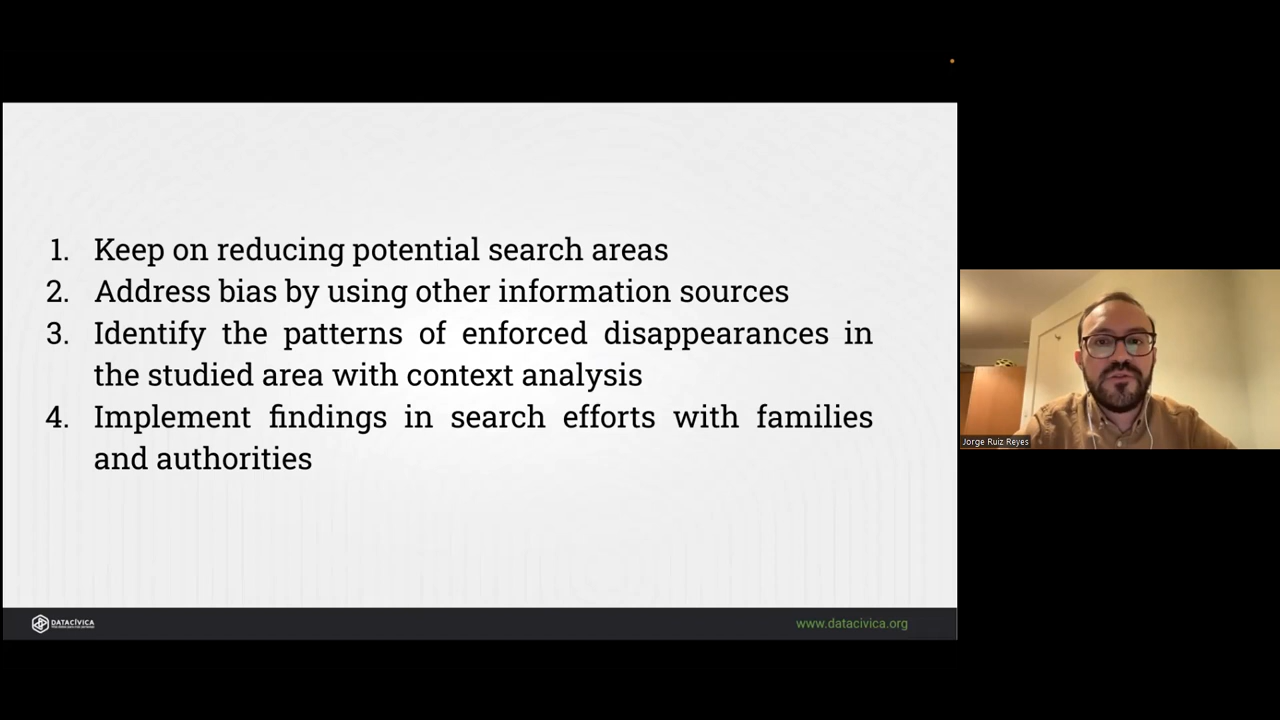 1. Keep on reducing potential search areas
2. Address bias by using other information sources
3. Identify the patterns of enforced disappearances in
the studied area with context analysis
4. Implement findings in search efforts with families
and authorities
Jorge Ruiz Reyes
DATACÍVICA
www.datacivica.org